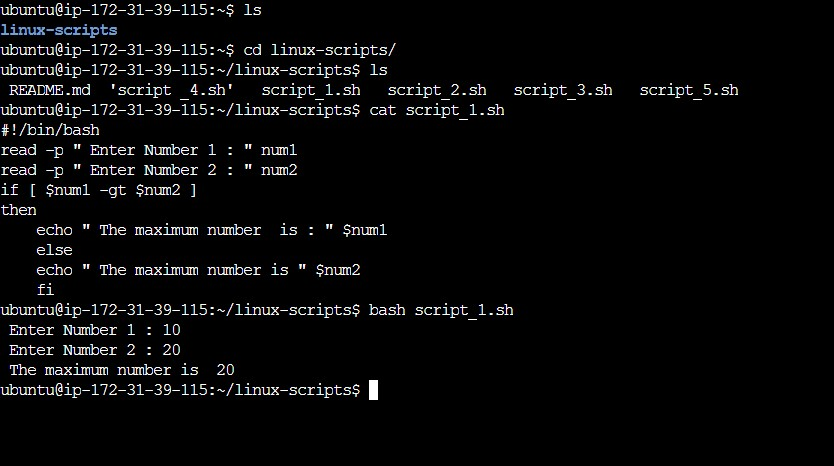 ubuntu@ip-172-31-39-115:~$ ls
linux-scripts
ubuntu@ip-172-31-39-115:~$ cd linux-scripts/
ubuntu@ip-172-31-39-115:~/linux-scripts$ ls
 README.md  'script _4.sh'   script_1.sh   script_2.sh   script_3.sh   script_5.sh
ubuntu@ip-172-31-39-115:~/linux-scripts$ cat script_1.sh
#!/bin/bash
read -p " Enter Number 1 : " num1
read -p " Enter Number 2 : " num2
if [ $num1 -gt $num2 ]
then
    echo " The maximum number  is : " $num1
    else
    echo " The maximum number is " $num2
    fi
ubuntu@ip-172-31-39-115:~/linux-scripts$ bash script_1.sh
 Enter Number 1 : 10
 Enter Number 2 : 20
 The maximum number is  20
ubuntu@ip-172-31-39-115:~/linux-scripts$